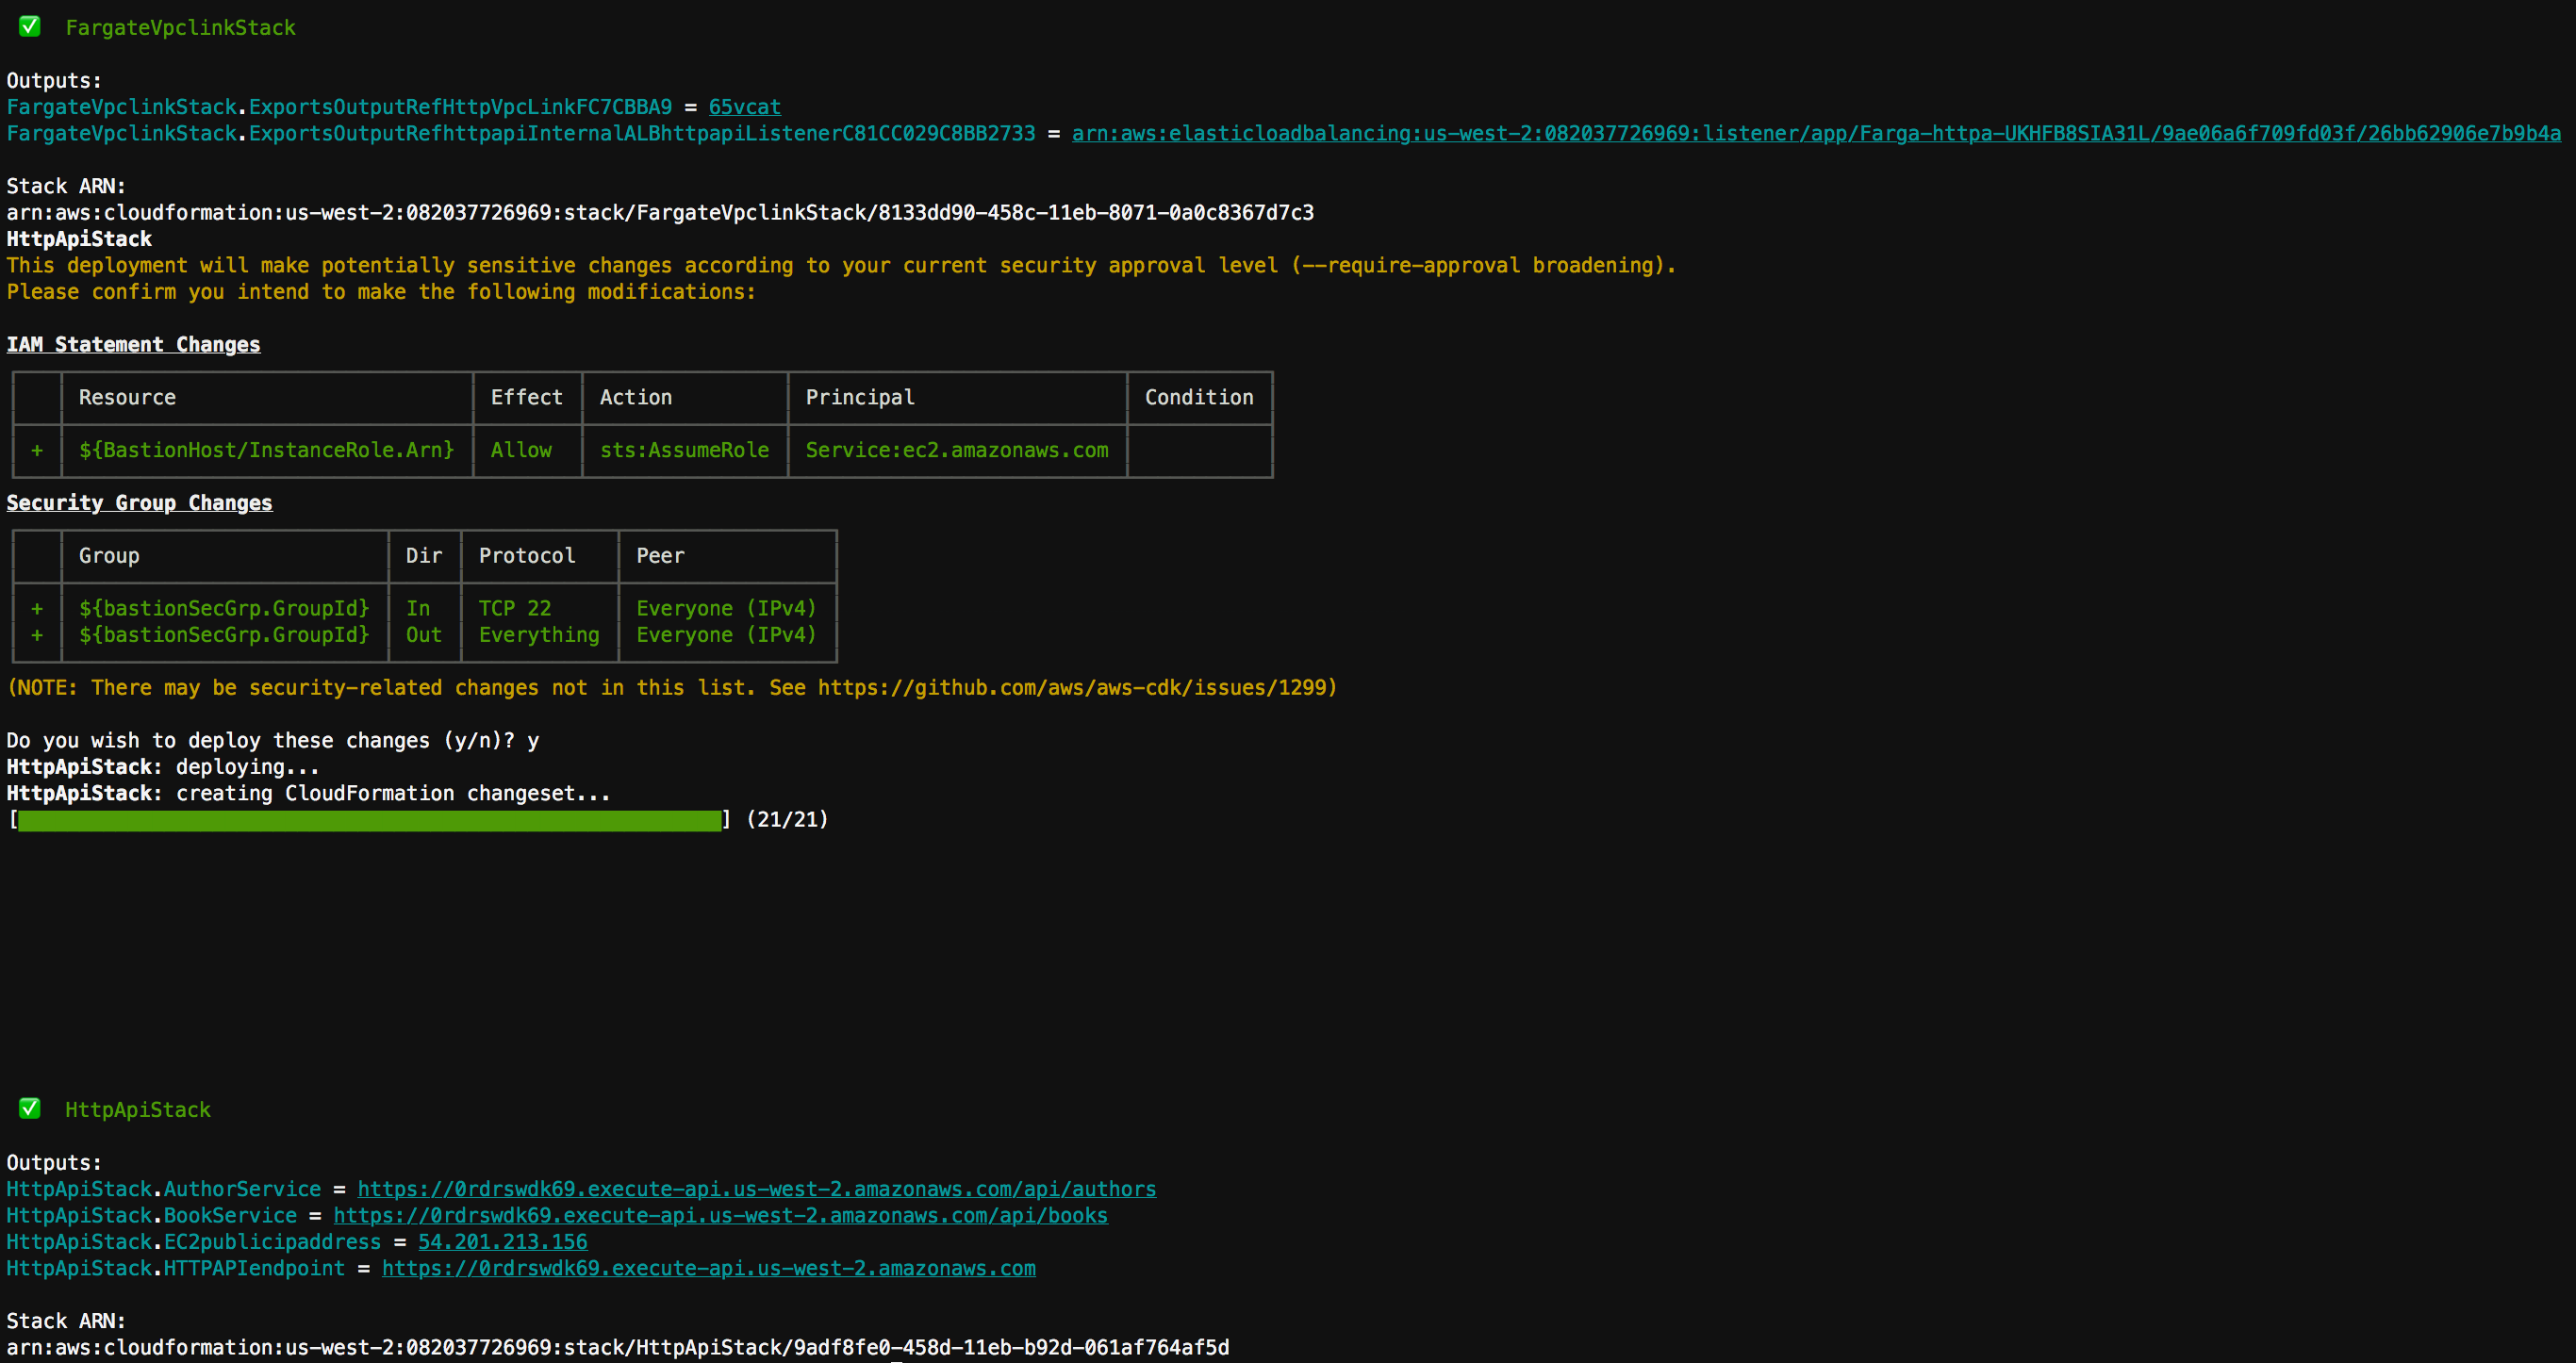 ✅ FargateVpclinkStack
Outputs:
FargateVpclinkStack.ExportsOutputRefHttpVpcLinkFC7CBBA9 = 65vcat
FargateVpclinkStack.ExportsOutputRefhttpapiInternalALBhttpapiListenerC81CC029C8BB2733 = arn:aws:elasticloadbalancing:us-west-2:082037726969:listener/app/Farga-httpa-UKHFB8SIA31L/9ae06a6f709fd03f/26bb62906e7b9b4a
Stack ARN:
arn:aws:cloudformation:us-west-2:082037726969:stack/FargateVpclinkStack/8133dd90-458c-11eb-8071-0a0c8367d7c3
HttpApiStack
This deployment will make potentially sensitive changes according to your current security approval level (--require-approval broadening).
Please confirm you intend to make the following modifications:
IAM Statement Changes
Resource Effect Action Principal Condition
+ ${BastionHost/InstanceRole.Arn} Allow sts:AssumeRole Service:ec2.amazonaws.com
Security Group Changes
Group Dir Protocol Peer
+ ${bastionSecGrp.GroupId} In TCP 22 Everyone (IPv4)
+ ${bastionSecGrp.GroupId} Out Everything Everyone (IPv4)
(NOTE: There may be security-related changes not in this list. See https://github.com/aws/aws-cdk/issues/1299)
Do you wish to deploy these changes (y/n)? y
HttpApiStack: deploying...
HttpApiStack: creating CloudFormation changeset...
[] (21/21)
✅ HttpApiStack
Outputs:
HttpApiStack.AuthorService = https://0rdrswdk69.execute-api.us-west-2.amazonaws.com/api/authors
HttpApiStack.BookService = https://0rdrswdk69.execute-api.us-west-2.amazonaws.com/api/books
HttpApiStack.EC2publicipaddress = 54.201.213.156
HttpApiStack.HTTPAPIendpoint = https://0rdrswdk69.execute-api.us-west-2.amazonaws.com
Stack ARN:
arn:aws:cloudformation:us-west-2:082037726969:stack/HttpApiStack/9adf8fe0-458d-11eb-b92d-061af764af5d